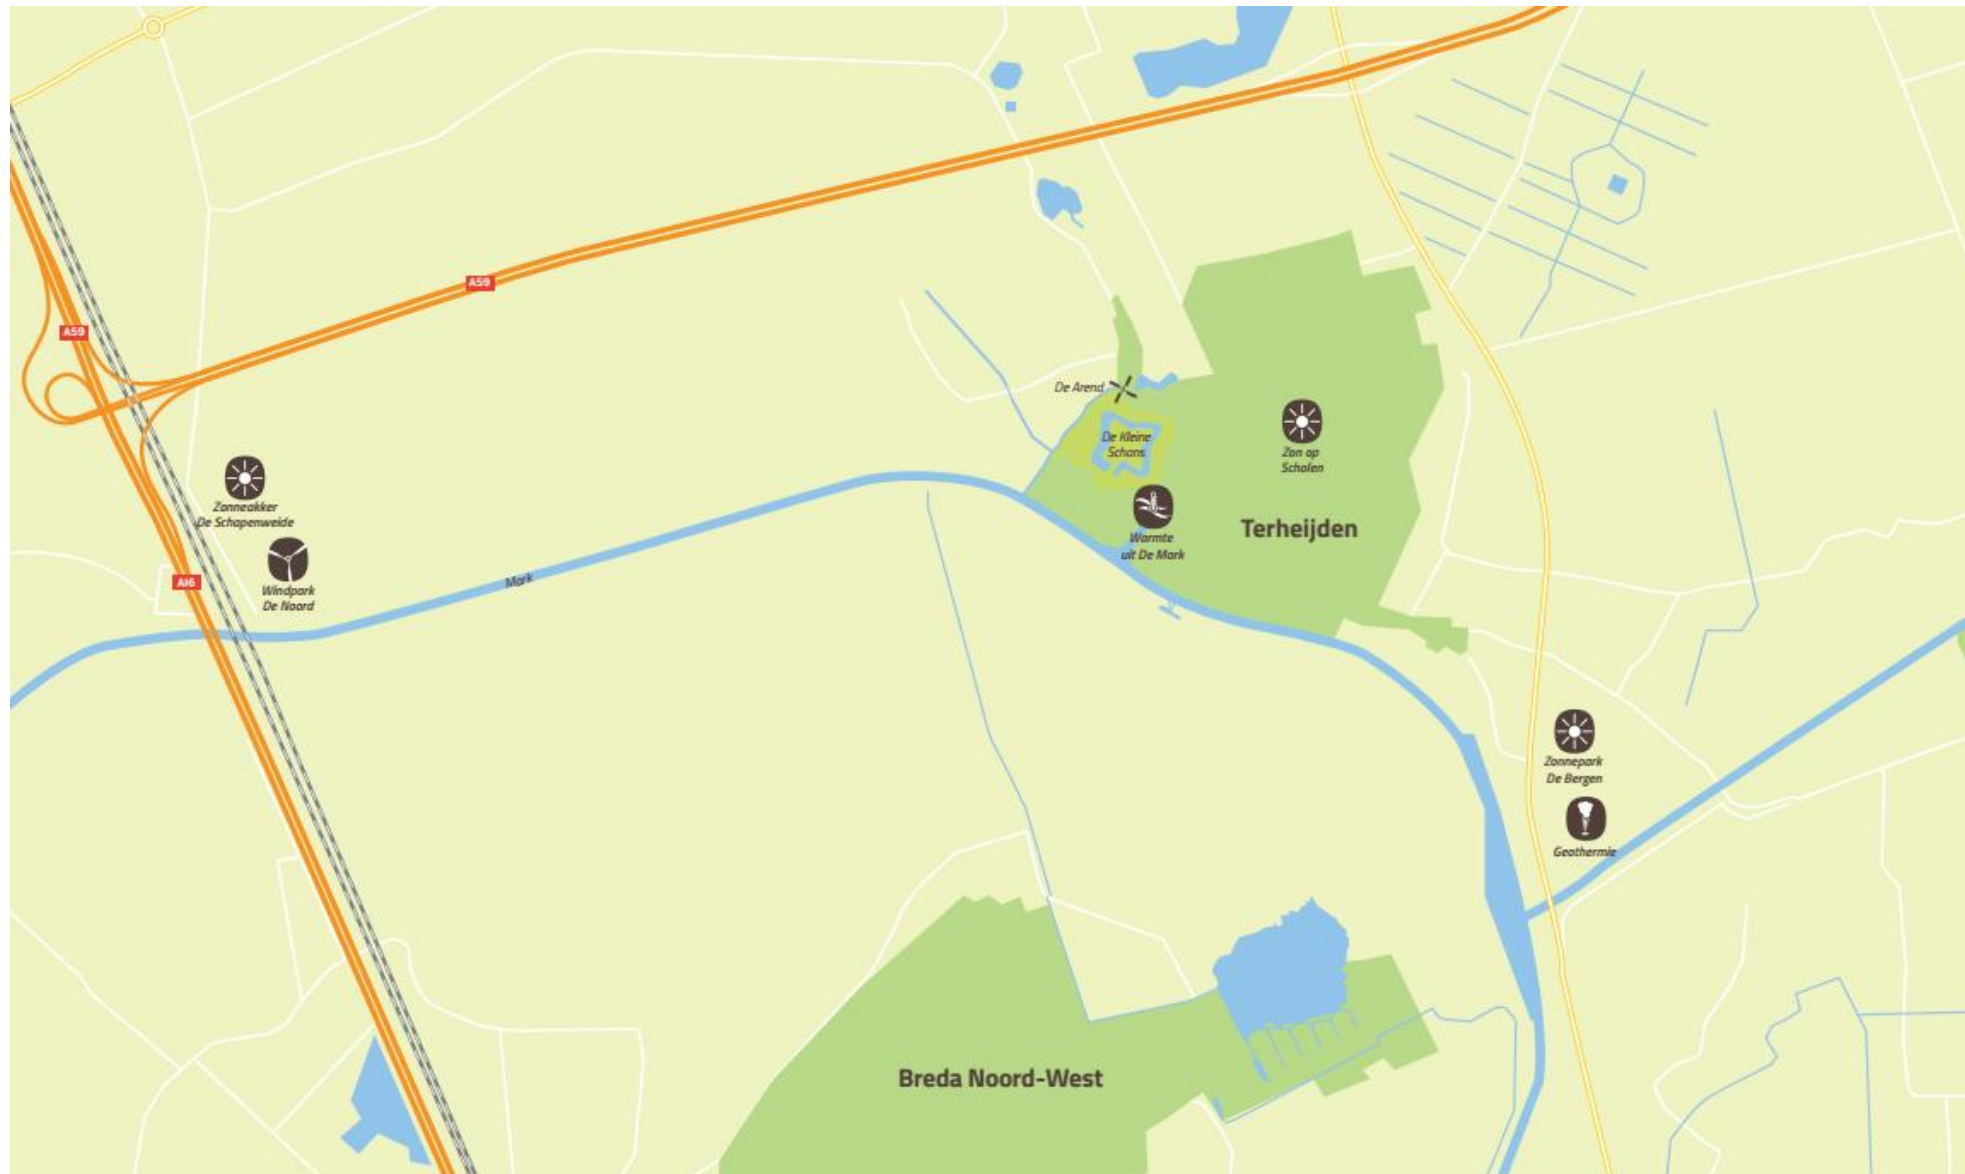 A59
A59
De Arend
De Kleine
Schans
Zon op
Scholen
Zonneakker
De Schapenweide
Warmte
uit De Mark
Terheijden
Windpark
De Noord
A16
Mark
Zonnepark
De Bergen
Geothermie
Breda Noord-West